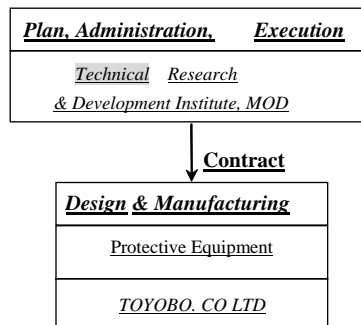 Plan, Administration, Execution
Technical Research
& Development Institute, MOD
Contract
Design & Manufacturing
Protective Equipment
TOYOBO. CO LTD